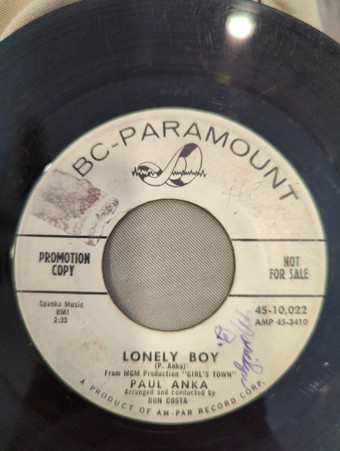 BC-PARAMOUNT
PROMOTION
COPY
NOT
FOR SALE
Spanka Music
BMI
2:33
45-10,022
AMP 45-3410
LONELY BOY
(P. Anka)
From MGM Production "GIRL'S TOWN"
PAUL ANKA
Arranged and conducted by
DON COSTA
A PRODUCT OF AM-PAR RECORD CORP.